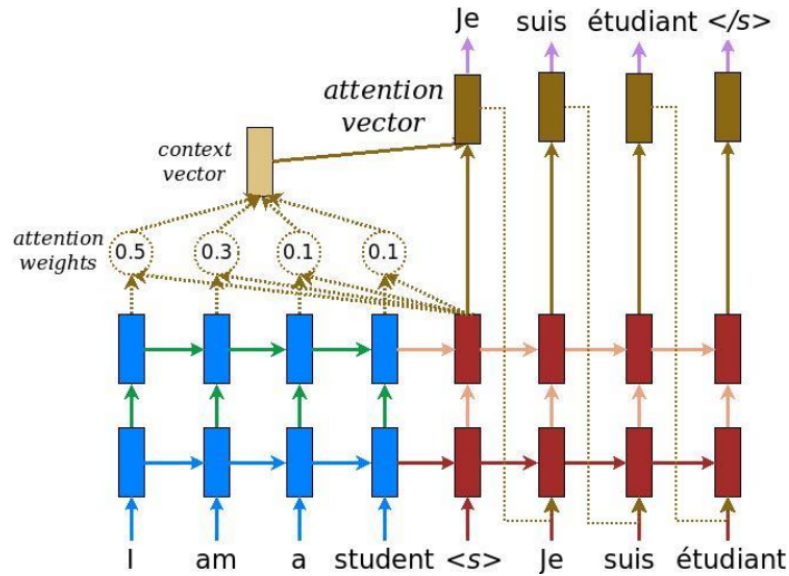 Je suis étudiant </s>
attention
vector
context
vector
attention
weights
0.5 0.3 0.1 0.1
I am a student <s> Je suis étudiant